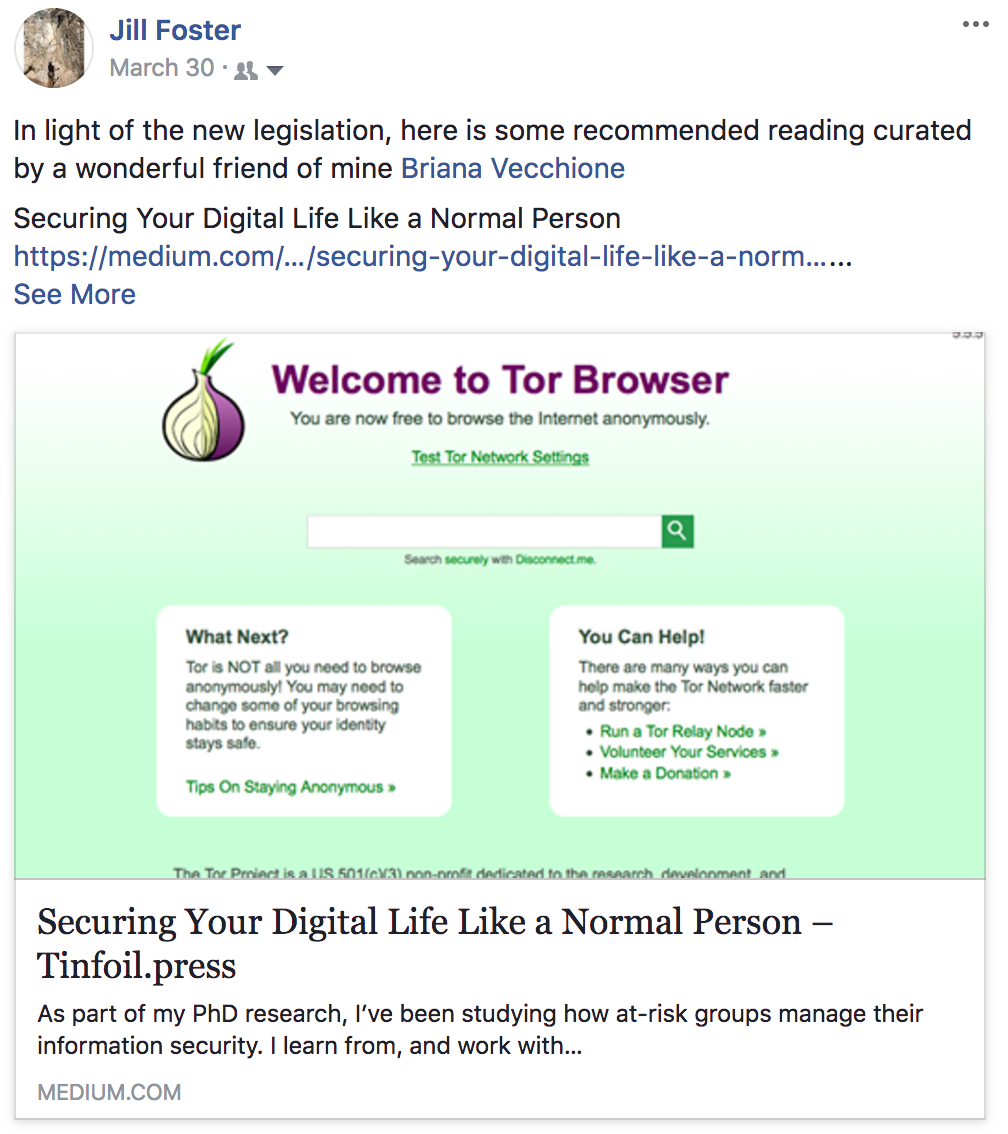 Jill Foster
March 30 ·
In light of the new legislation, here is some recommended reading curated
by a wonderful friend of mine Briana Vecchione
Securing Your Digital Life Like a Normal Person
https://medium.com/…/securing-your-digital-life-like-a-norm……
See More
Welcome to Tor Browser
You are now free to browse the Internet anonymously.
Test Tor Network Settings
Search securely with Disconnect.me.
What Next?
Tor is NOT all you need to browse
anonymously! You may need to
change some of your browsing
habits to ensure your identity
stays safe.
Tips On Staying Anonymous »
You Can Help!
There are many ways you can
help make the Tor Network faster
and stronger:
• Run a Tor Relay Node »
• Volunteer Your Services »
• Make a Donation »
The Tor Project is a US 501(c)(3) non-profit dedicated to the research, development, and
Securing Your Digital Life Like a Normal Person –
Tinfoil.press
As part of my PhD research, I’ve been studying how at-risk groups manage their
information security. I learn from, and work with…
MEDIUM.COM